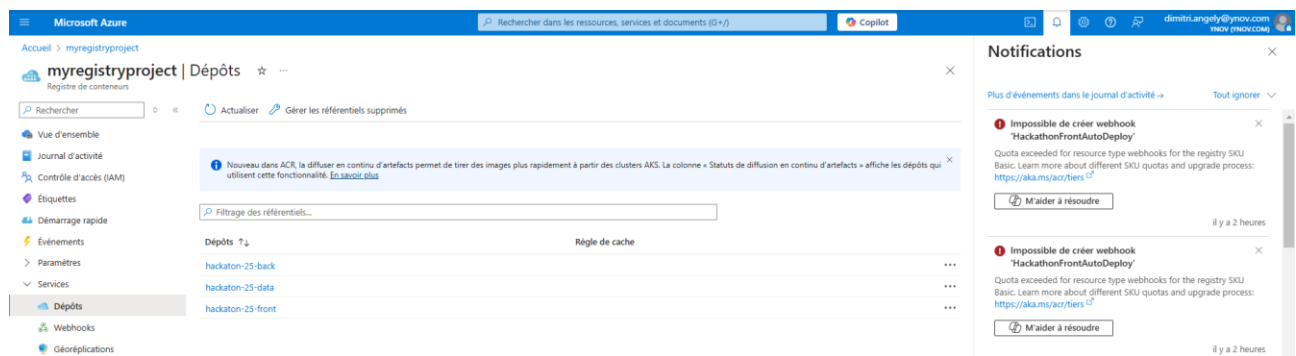 Microsoft Azure
Rechercher dans les ressources, services et documents (G+/)
Copilot
dimitri.angely@ynov.com
YNOV (YNOV.COM)
Accueil > myregistryproject
myregistryproject | Dépôts
Registre de conteneurs
Rechercher
Vue d'ensemble
Journal d'activité
Contrôle d'accès (IAM)
Étiquettes
Démarrage rapide
Événements
Paramètres
Services
Dépôts
Webhooks
Géoréplications
Actualiser
Gérer les référentiels supprimés
Nouveau dans ACR, la diffuser en continu d'artefacts permet de tirer des images plus rapidement à partir des clusters AKS. La colonne « Statuts de diffusion en continu d'artefacts » affiche les dépôts qui
utilisent cette fonctionnalité. En savoir plus
Filtrage des référentiels...
Dépôts ↑↓
Règle de cache
hackaton-25-back
hackaton-25-data
hackaton-25-front
Notifications
Plus d'événements dans le journal d'activité →
Tout ignorer
Impossible de créer webhook
'HackathonFrontAutoDeploy'
Quota exceeded for resource type webhooks for the registry SKU
Basic. Learn more about different SKU quotas and upgrade process:
https://aka.ms/acr/tiers
M'aider à résoudre
il y a 2 heures
Impossible de créer webhook
'HackathonFrontAutoDeploy'
Quota exceeded for resource type webhooks for the registry SKU
Basic. Learn more about different SKU quotas and upgrade process:
https://aka.ms/acr/tiers
M'aider à résoudre
il y a 2 heures